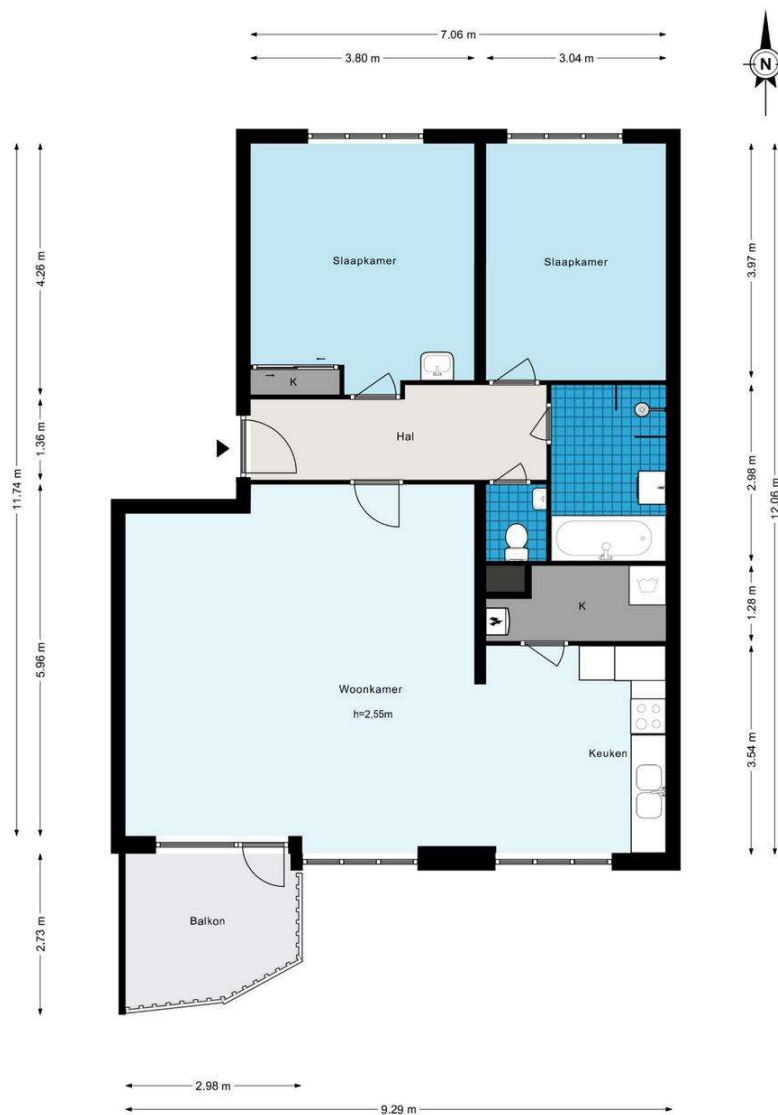 7.06 m
3.80 m
3.04 m
N
4.26 m
1.36 m
11.74 m
5.96 m
2.73 m
3.97 m
2.98 m
12.06 m
1.28 m
3.54 m
Slaapkamer
Slaapkamer
K
Hal
K
Woonkamer
h=2,55m
Keuken
Balkon
2.98 m
9.29 m